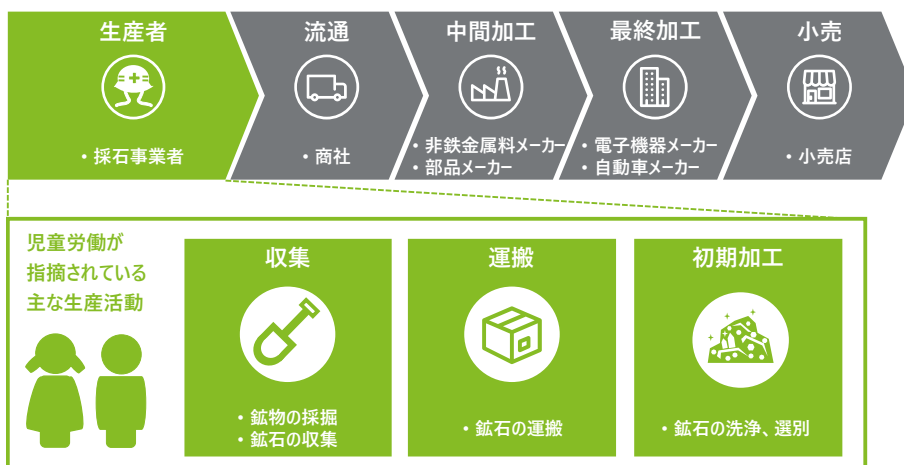 生産者
流通
中間加工
最終加工
小売
・採石事業者
・商社
・非鉄金属料メーカー
・部品メーカー
・電子機器メーカー
・自動車メーカー
・小売店
児童労働が
指摘されている
主な生産活動
収集
・鉱物の採掘
・鉱石の収集
運搬
・鉱石の運搬
初期加工
・鉱石の洗浄、選別